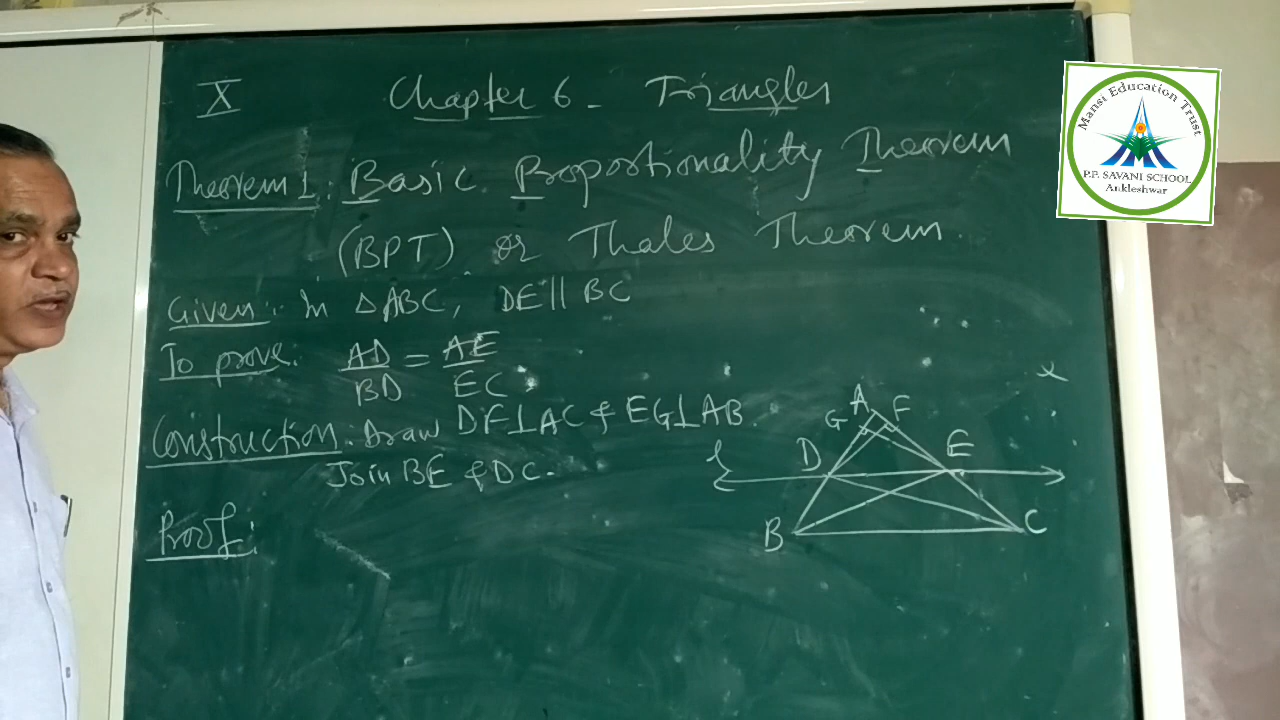 X Chapter 6 - Triangles
Theorem 1: Basic Proportionality Theorem
(BPT) or Thales Theorem
Given: In △ABC, DE || BC
To prove: AD/BD = AE/EC
Construction: Draw DF⊥AC & EG⊥AB.
Join BE & DC.
Proof:
A
F
G
D
E
l
B
C
Mansi Education Trust
P.P. SAVANI SCHOOL
Ankleshwar